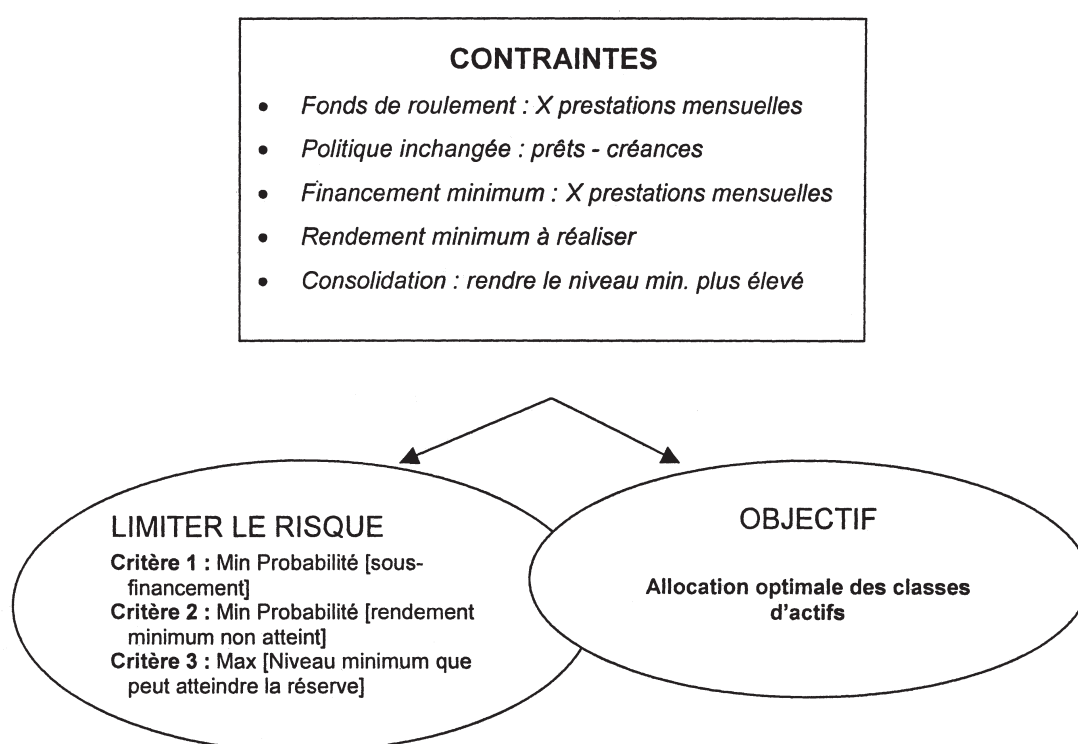 CONTRAINTES
• Fonds de roulement : X prestations mensuelles
• Politique inchangée : prêts - créances
• Financement minimum : X prestations mensuelles
• Rendement minimum à réaliser
• Consolidation : rendre le niveau min. plus élevé
LIMITER LE RISQUE
Critère 1 : Min Probabilité [sous-
financement]
Critère 2 : Min Probabilité [rendement
minimum non atteint]
Critère 3 : Max [Niveau minimum que
peut atteindre la réserve]
OBJECTIF
Allocation optimale des classes
d'actifs